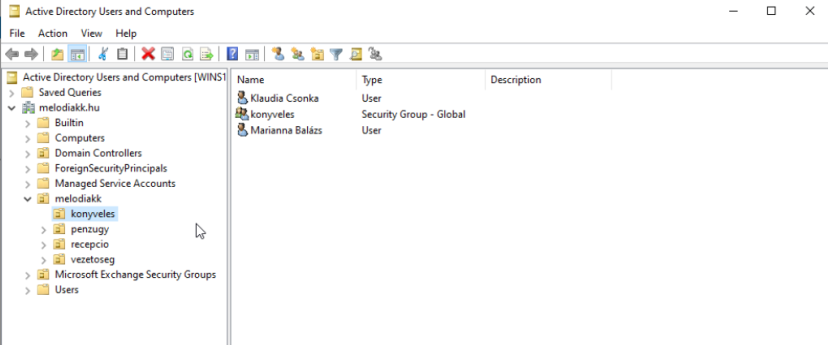 Active Directory Users and Computers
File Action View Help
Active Directory Users and Computers [WINS1
Saved Queries
melodiakk.hu
Builtin
Computers
Domain Controllers
ForeignSecurityPrincipals
Managed Service Accounts
melodiakk
konyveles
penzugy
recepcio
vezetoseg
Microsoft Exchange Security Groups
Users
Name Type Description
Klaudia Csonka User
konyveles Security Group - Global
Marianna Balázs User